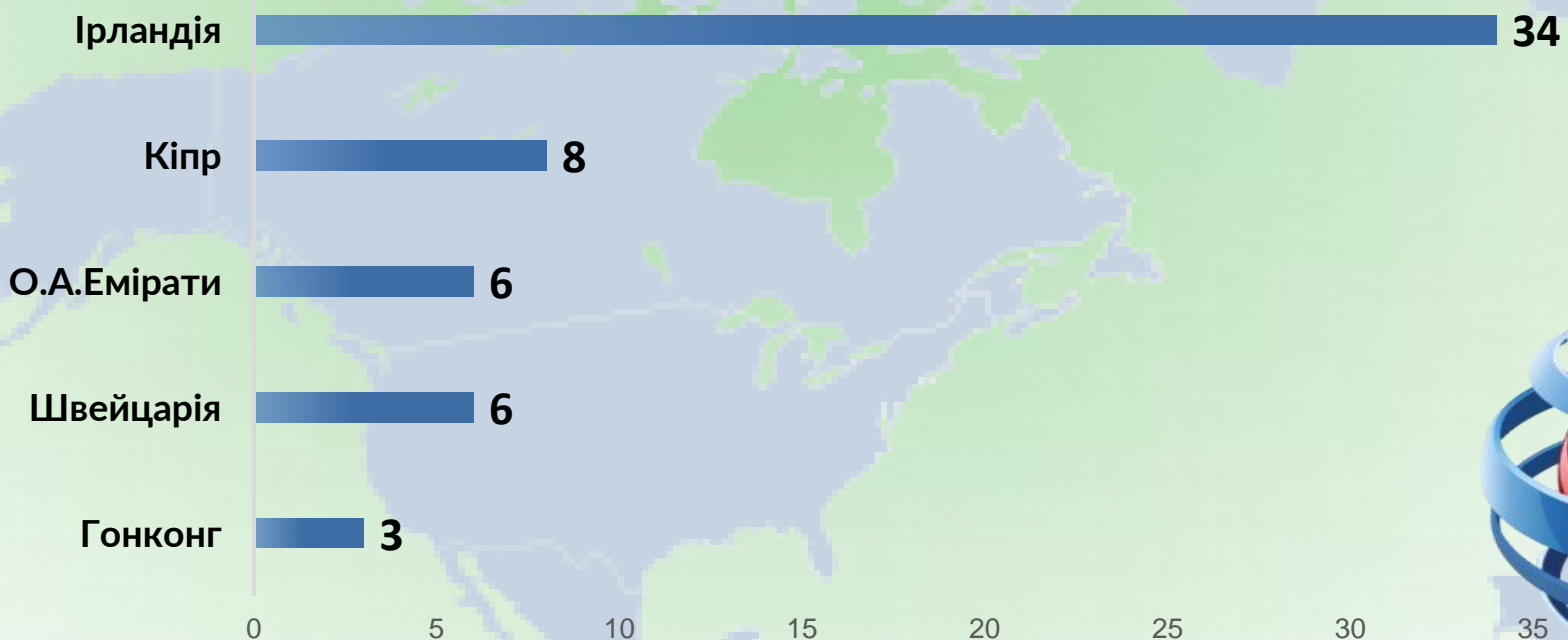 Ірландія 34
Кіпр 8
О.А.Емірати 6
Швейцарія 6
Гонконг 3
0 5 10 15 20 25 30 35